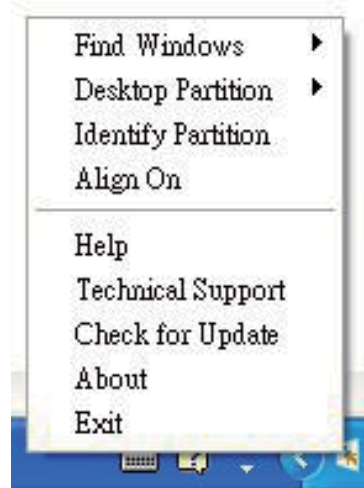 Find Windows
Desktop Partition
Identify Partition
Align On
Help
Technical Support
Check for Update
About
Exit